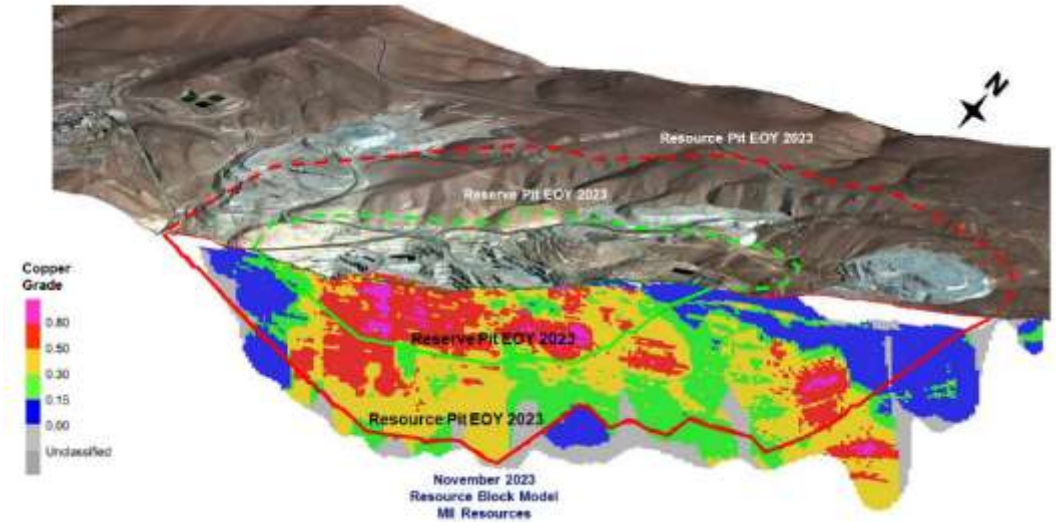 N
Resource Pit EOY 2023
Reserve Pit EOY 2023
Copper
Grade
0.80
0.50
0.30
0.15
0.00
Unclassified
Reserve Pit EOY 2023
Resource Pit EOY 2023
November 2023
Resource Block Model
MII Resources